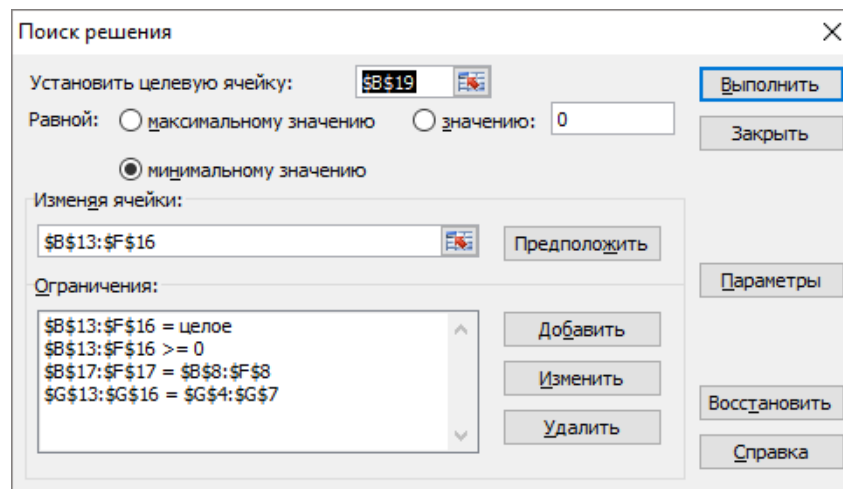 Поиск решения
Установить целевую ячейку: $B$19
Выполнить
Равной: максимальному значению значению: 0
Закрыть
минимальному значению
Изменяя ячейки:
$B$13:$F$16 Предположить
Параметры
Ограничения:
$B$13:$F$16 = целое
$B$13:$F$16 >= 0
$B$17:$F$17 = $B$8:$F$8
$G$13:$G$16 = $G$4:$G$7
Добавить
Изменить
Удалить
Восстановить
Справка